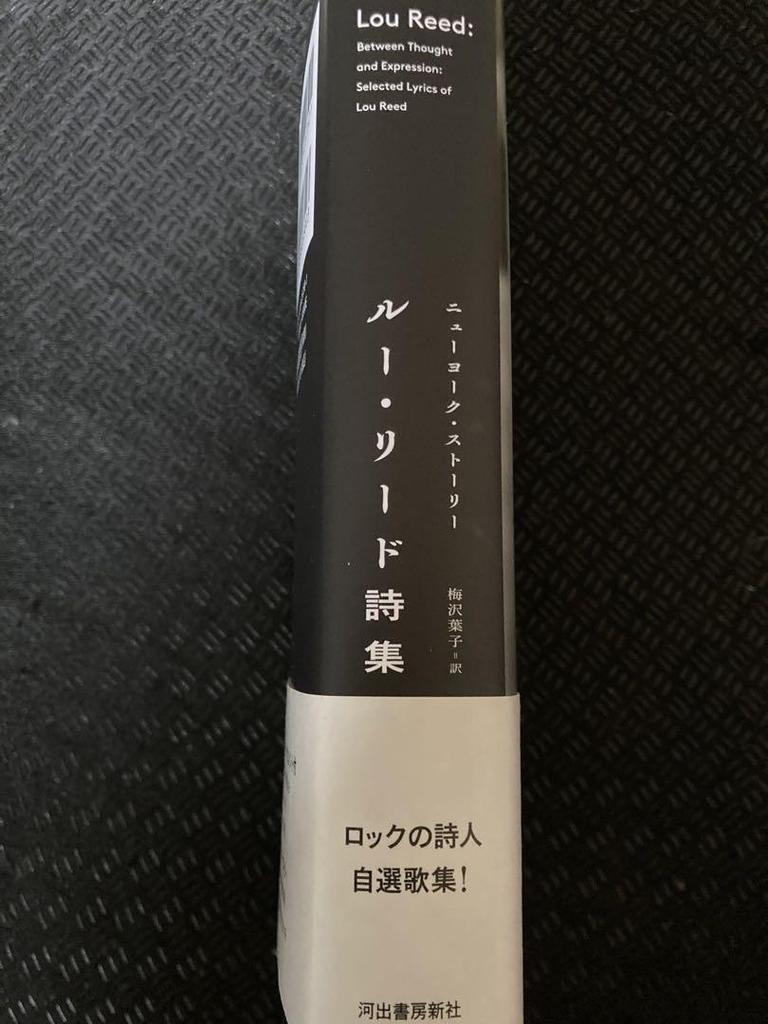 Lou Reed:
Between Thought
and Expression:
Selected Lyrics of
Lou Reed
ニューヨーク・ストーリー
ルー・リード詩集
梅沢葉子=訳
ロックの詩人
自選歌集!
河出書房新社